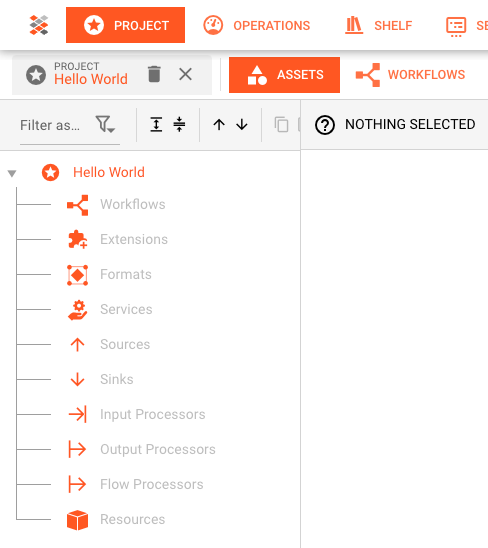 PROJECT OPERATIONS SHELF SE
PROJECT
Hello World
ASSETS WORKFLOWS
Filter as...
NOTHING SELECTED
Hello World
Workflows
Extensions
Formats
Services
Sources
Sinks
Input Processors
Output Processors
Flow Processors
Resources